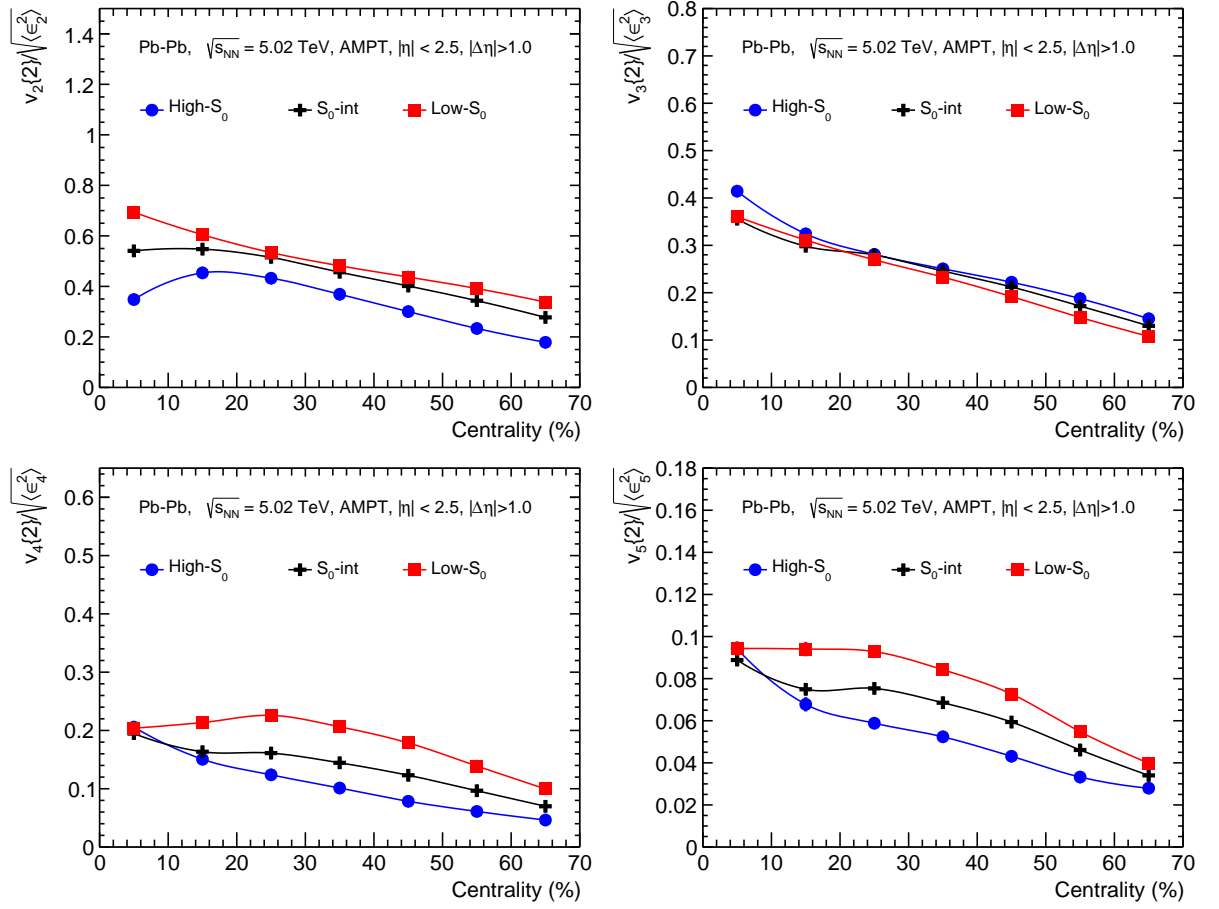 v₂{2}/√⟨ϵ₂²⟩
1.4
1.2
1
0.8
0.6
0.4
0.2
0
Pb-Pb, √s_NN = 5.02 TeV, AMPT, |η| < 2.5, |Δη|>1.0
High-S₀ S₀-int Low-S₀
0 10 20 30 40 50 60 70
Centrality (%)
v₃{2}/√⟨ϵ₃²⟩
0.8
0.7
0.6
0.5
0.4
0.3
0.2
0.1
0
Pb-Pb, √s_NN = 5.02 TeV, AMPT, |η| < 2.5, |Δη|>1.0
High-S₀ S₀-int Low-S₀
0 10 20 30 40 50 60 70
Centrality (%)
v₄{2}/√⟨ϵ₄²⟩
0.6
0.5
0.4
0.3
0.2
0.1
0
Pb-Pb, √s_NN = 5.02 TeV, AMPT, |η| < 2.5, |Δη|>1.0
High-S₀ S₀-int Low-S₀
0 10 20 30 40 50 60 70
Centrality (%)
v₅{2}/√⟨ϵ₅²⟩
0.18
0.16
0.14
0.12
0.1
0.08
0.06
0.04
0.02
0
Pb-Pb, √s_NN = 5.02 TeV, AMPT, |η| < 2.5, |Δη|>1.0
High-S₀ S₀-int Low-S₀
0 10 20 30 40 50 60 70
Centrality (%)